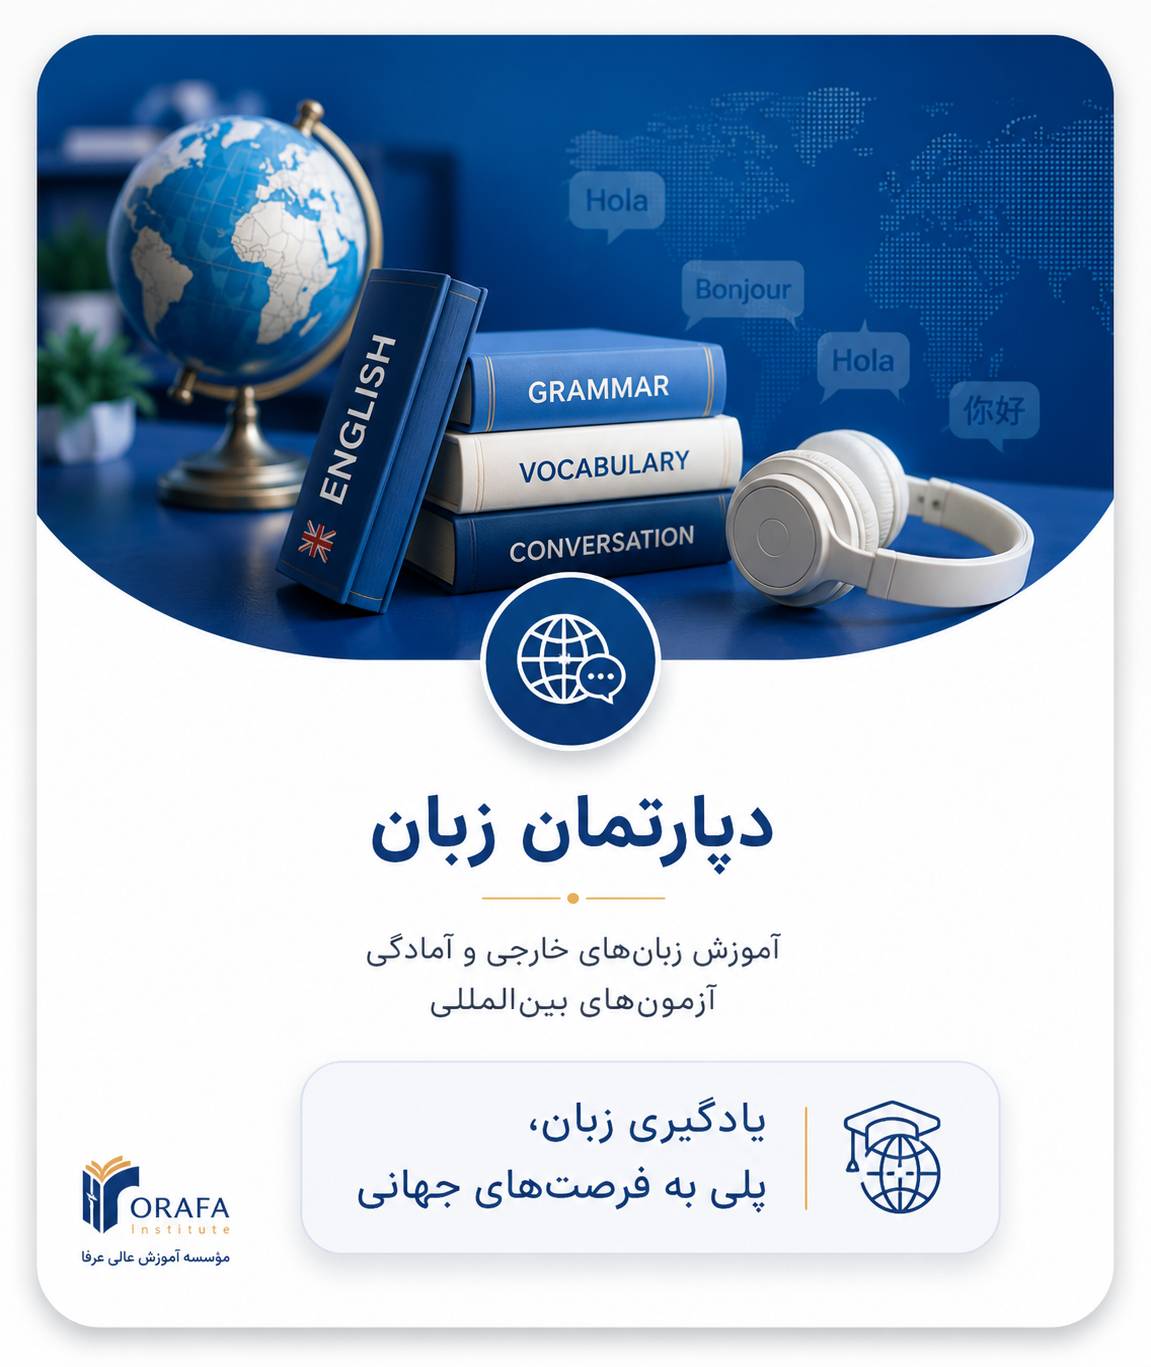 Hola
Bonjour
Hola
你好
ENGLISH
GRAMMAR
VOCABULARY
CONVERSATION
دپارتمان زبان
آموزش زبان‌های خارجی و آمادگی
آزمون‌های بین‌المللی
یادگیری زبان،
پلی به فرصت‌های جهانی
ORAFA
Institute
مؤسسه آموزش عالی عرفا